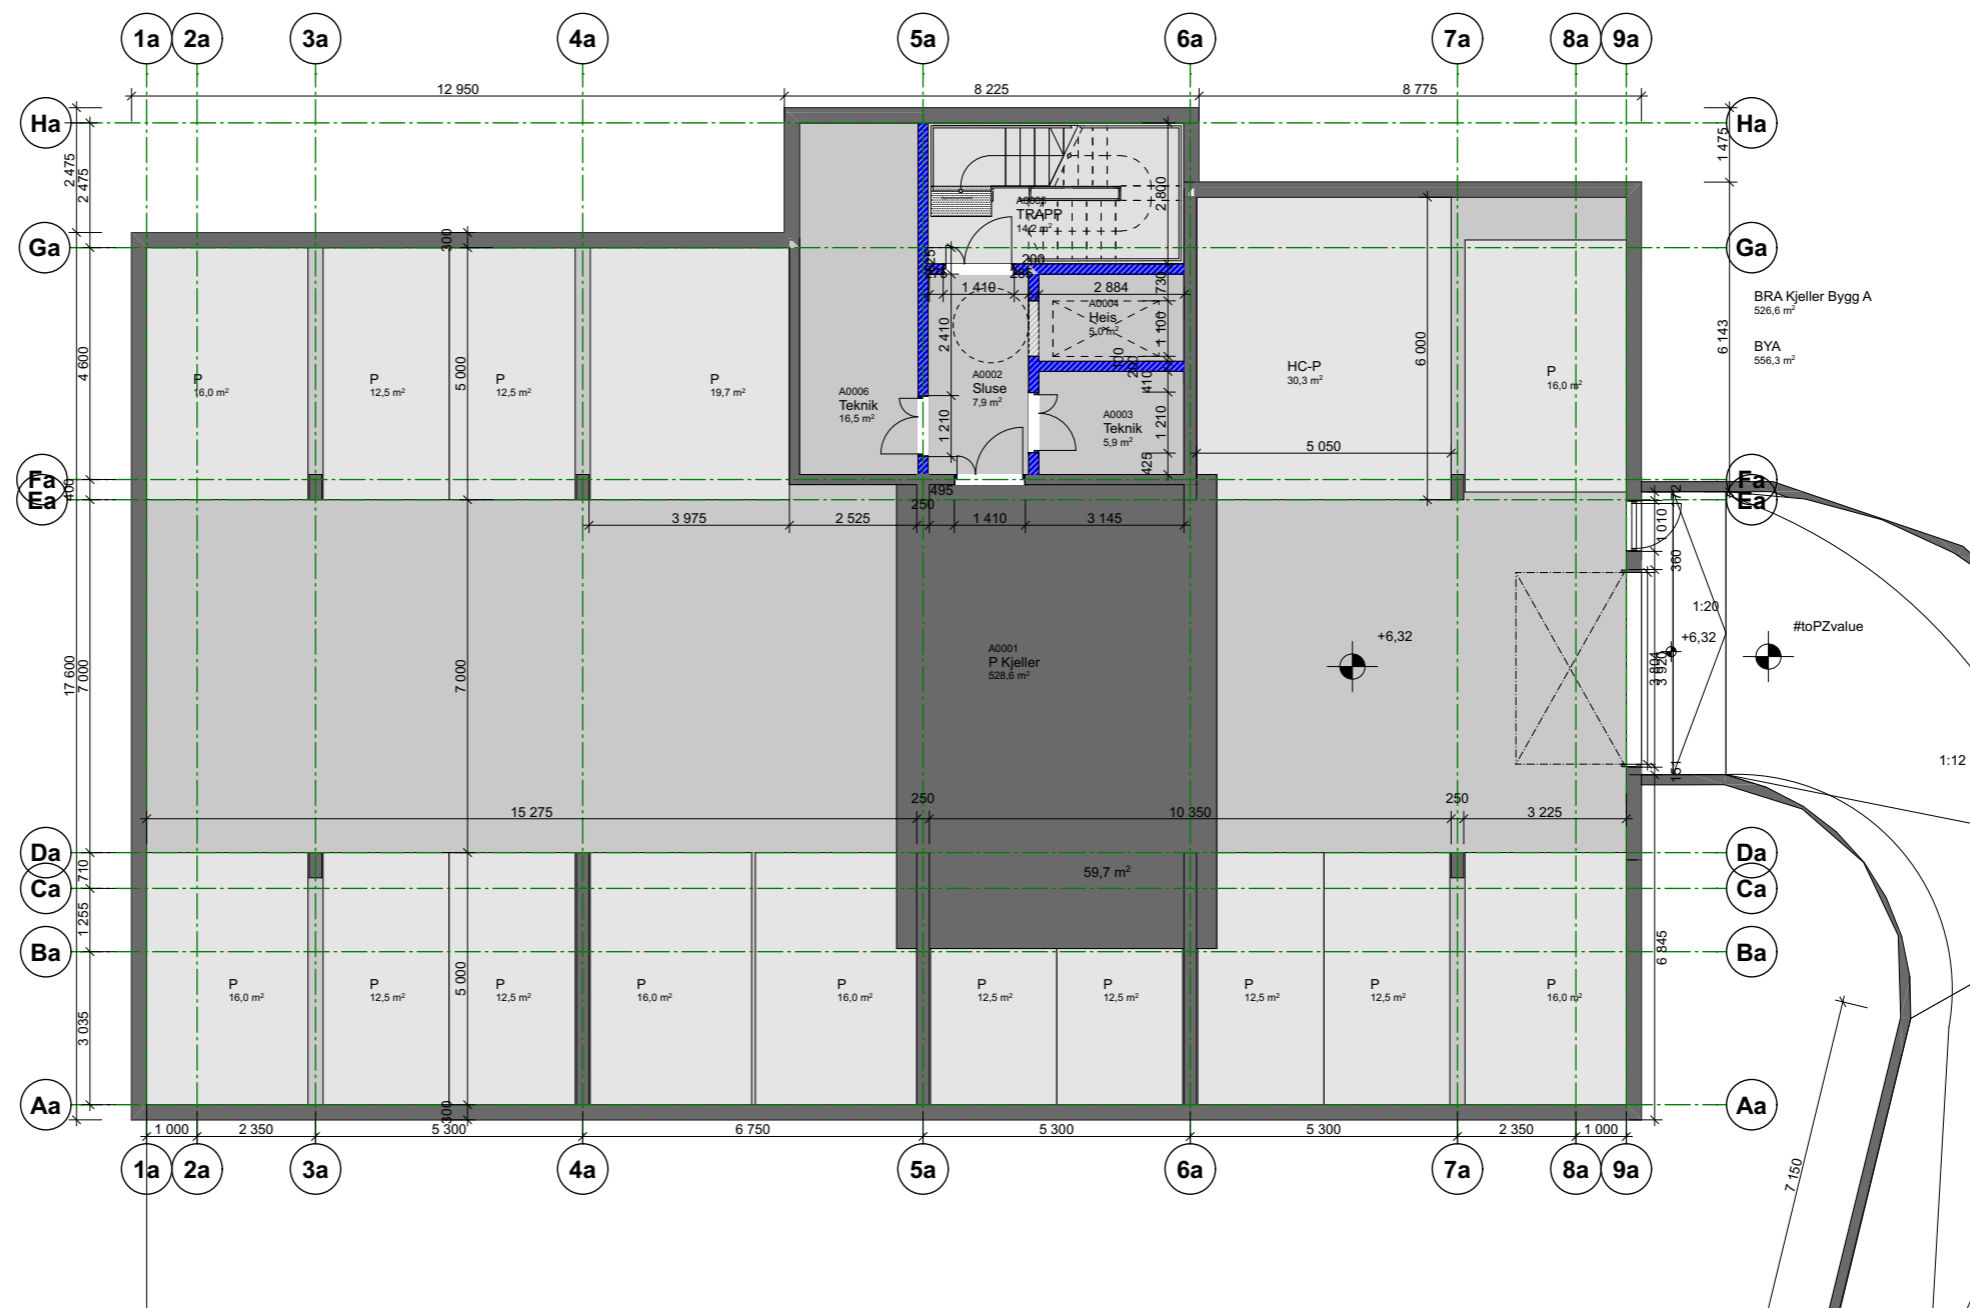 1a 2a 3a 4a 5a 6a 7a 8a 9a
12 950 8 225 8 775
Ha Ha
2 475
2 475
1 475
2 800
A0005
TRAPP
14,2 m²
Ga Ga
300
200
275
1 410 2 884
730
BRA Kjeller Bygg A
526,6 m²
BYA
556,3 m²
A0004
Heis
5,0 m²
1 100
2 410
6 143
6 000
4 600
5 000
P
16,0 m²
P
12,5 m²
P
12,5 m²
P
19,7 m²
A0006
Teknik
16,5 m²
A0002
Sluse
7,9 m²
200
410
HC-P
30,3 m²
P
16,0 m²
A0003
Teknik
5,9 m²
1 210
1 210
425
5 050
Fa Fa
400
Ea Ea
495
250
3 975 2 525 1 410 3 145
1 010
360
1:20
+6,32 +6,32
#toPZvalue
17 600
7 000
7 000
A0001
P Kjeller
528,6 m²
3 920
1:12
151
250 250
15 275 10 350 3 225
Da Da
710
59,7 m²
Ca Ca
1 255
Ba Ba
6 845
5 000
3 035
P
16,0 m²
P
12,5 m²
P
12,5 m²
P
16,0 m²
P
16,0 m²
P
12,5 m²
P
12,5 m²
P
12,5 m²
P
12,5 m²
P
16,0 m²
Aa Aa
300
1 000 2 350 5 300 6 750 5 300 5 300 2 350 1 000
1a 2a 3a 4a 5a 6a 7a 8a 9a
7 150